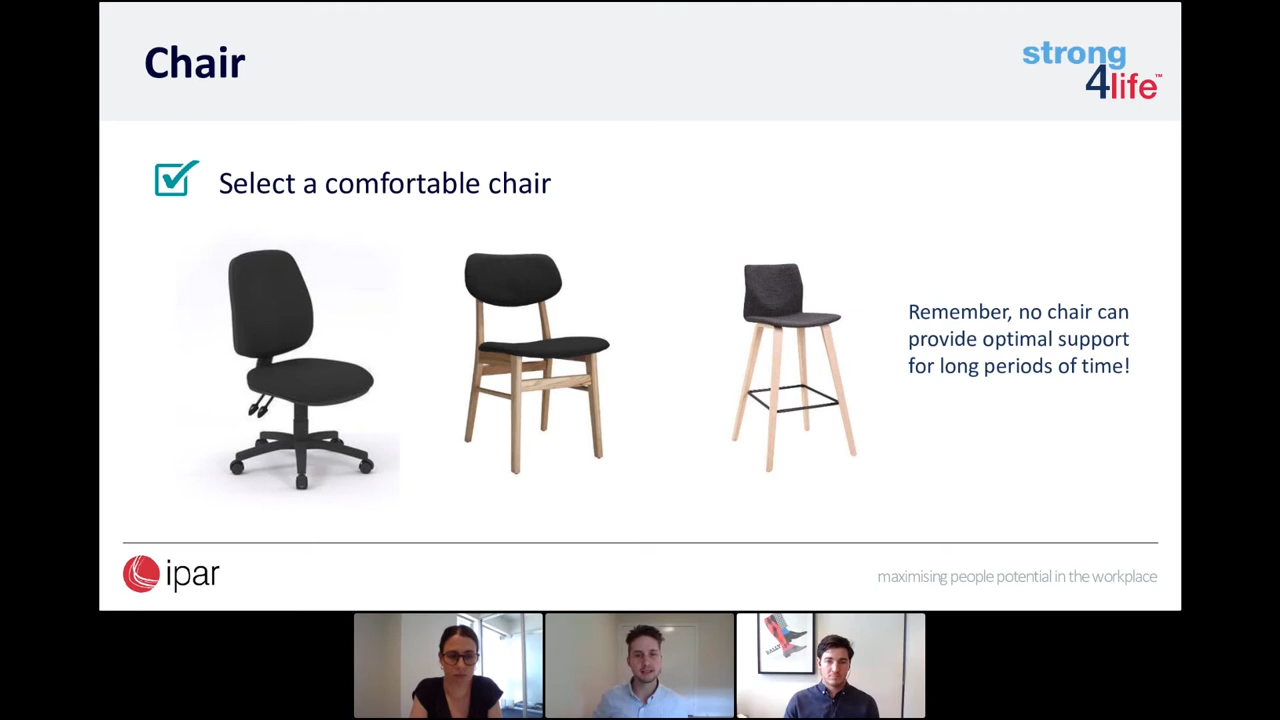 Chair
strong
4life™
Select a comfortable chair
Remember, no chair can
provide optimal support
for long periods of time!
ipar
maximising people potential in the workplace
RALLY